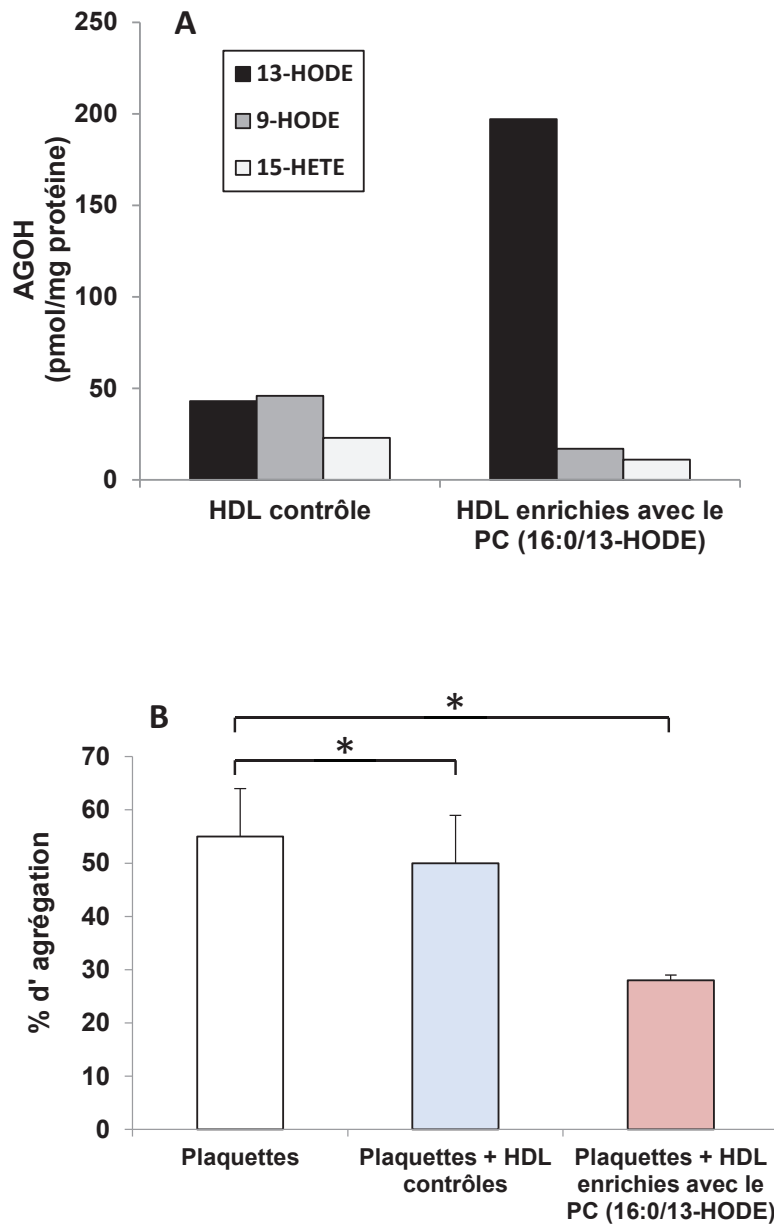 A
250
200
150
100
50
0
AGOH
(pmol/mg protéine)
13-HODE
9-HODE
15-HETE
HDL contrôle
HDL enrichies avec le
PC (16:0/13-HODE)
B
*
*
70
60
50
40
30
20
10
0
% d' agrégation
Plaquettes
Plaquettes + HDL
contrôles
Plaquettes + HDL
enrichies avec le
PC (16:0/13-HODE)